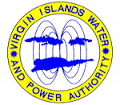 VIRGIN ISLANDS WATER
AND POWER AUTHORITY